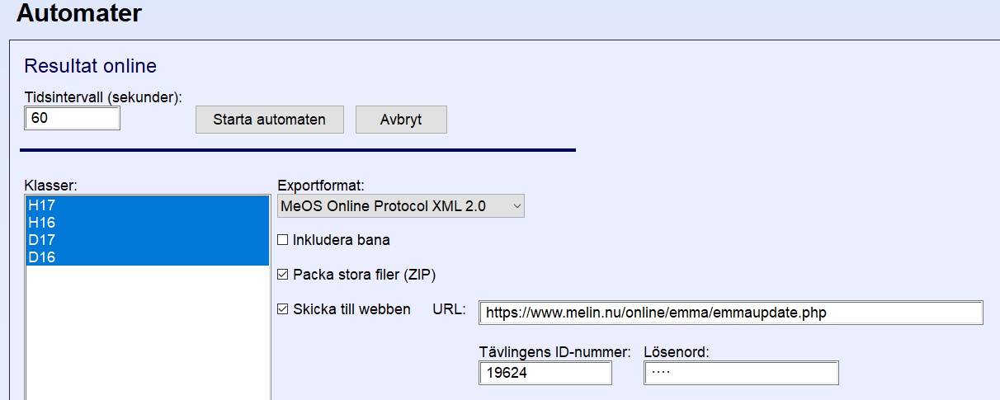 Automater
Resultat online
Tidsintervall (sekunder):
60
Starta automaten
Avbryt
Klasser:
H17
H16
D17
D16
Exportformat:
MeOS Online Protocol XML 2.0
Inkludera bana
Packa stora filer (ZIP)
Skicka till webben
URL:
https://www.melin.nu/online/emma/emmaupdate.php
Tävlingens ID-nummer:
19624
Lösenord:
····